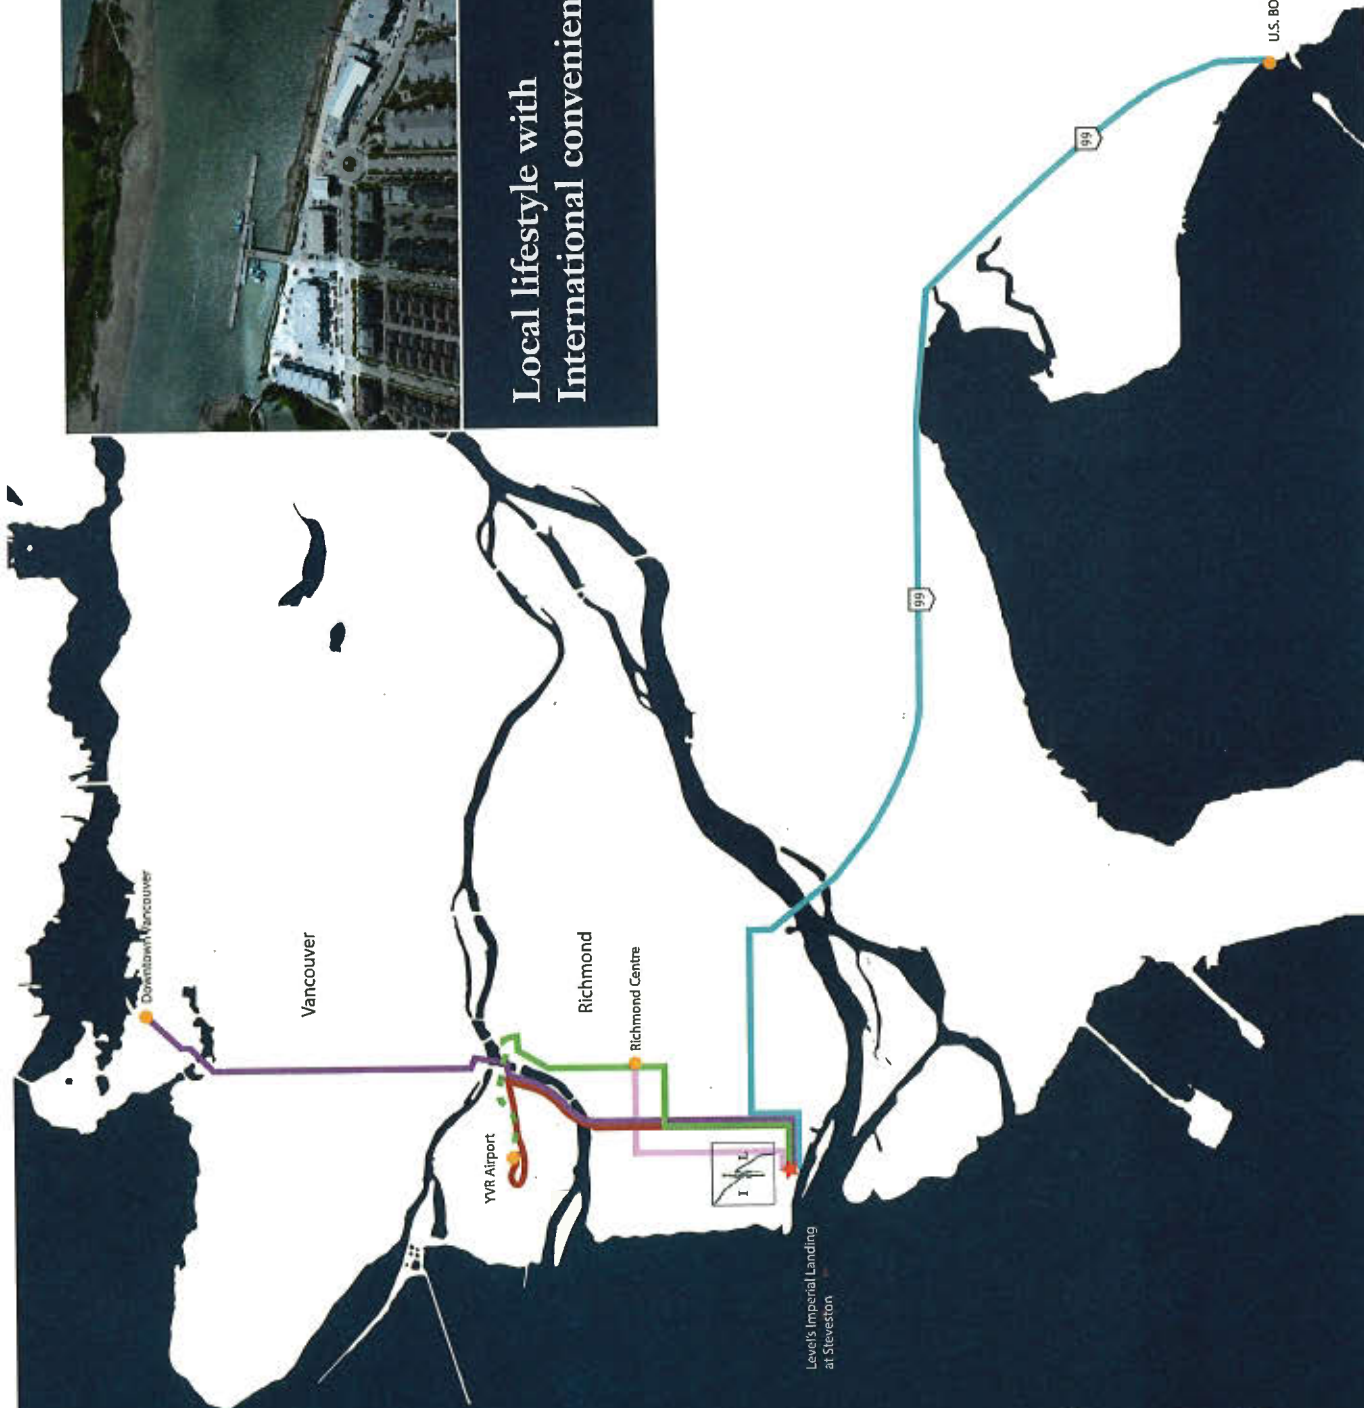 Local lifestyle with
International convenien
Downtown Vancouver
Vancouver
Richmond
Richmond Centre
YVR Airport
I L
Level's Imperial Landing
at Steveston
99
99
U.S. BO